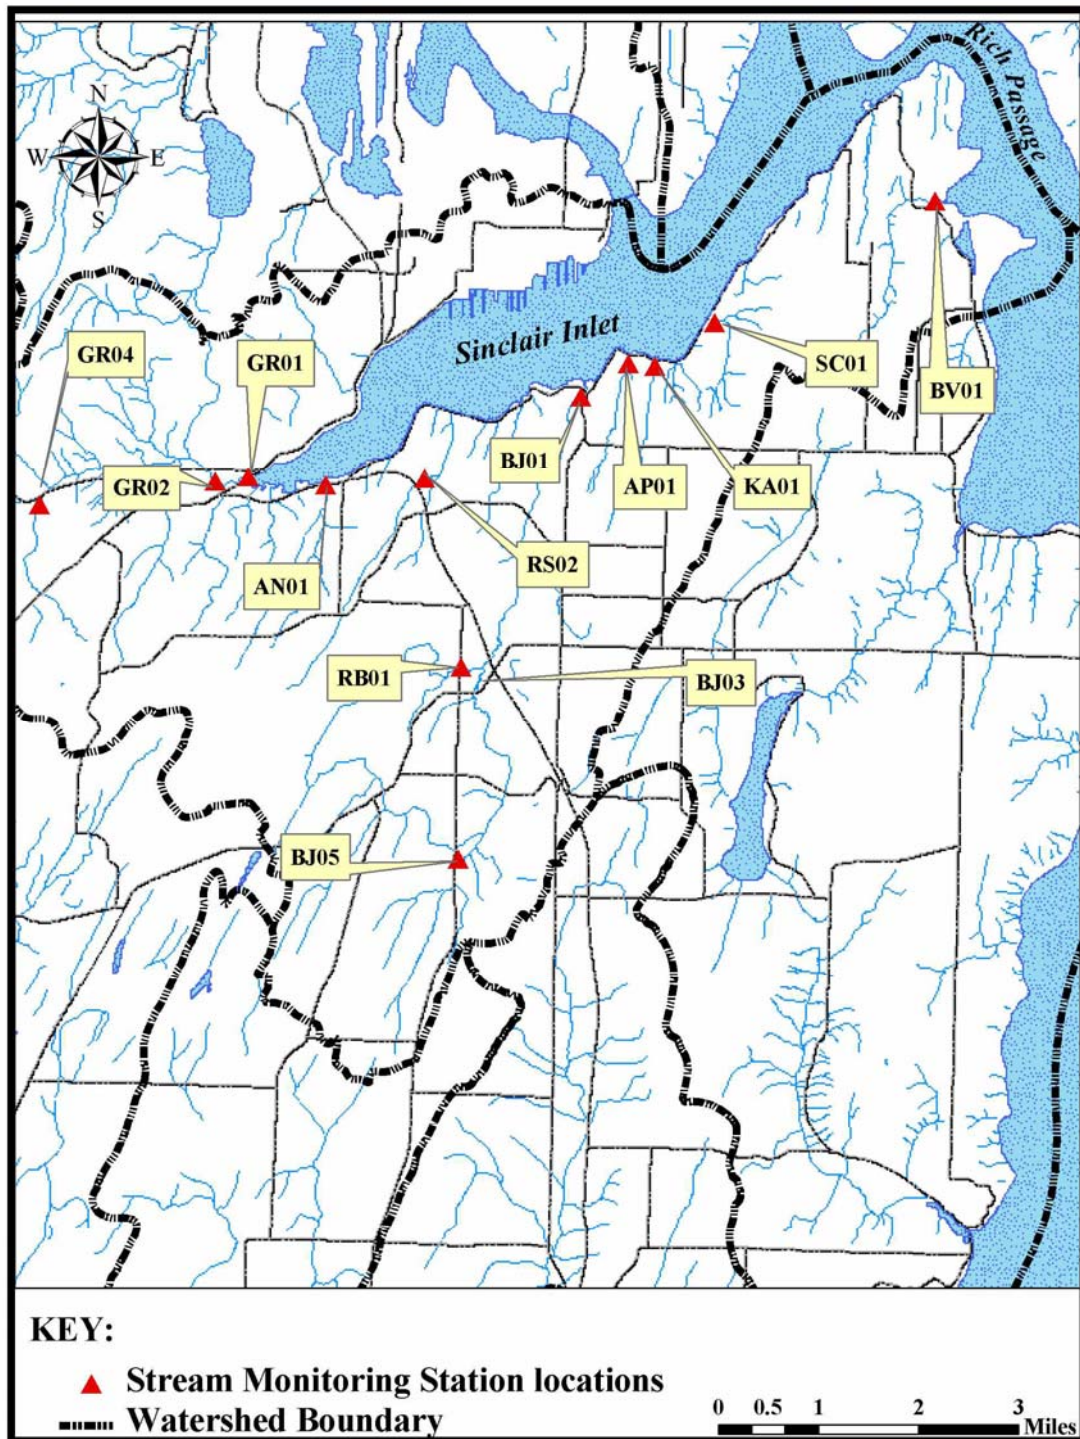 Rich Passage
N
W E
S
Sinclair Inlet
GR04
GR01
SC01
BV01
BJ01
GR02
AP01
KA01
RS02
AN01
RB01
BJ03
BJ05
KEY:
Stream Monitoring Station locations
Watershed Boundary
0 0.5 1 2 3
Miles